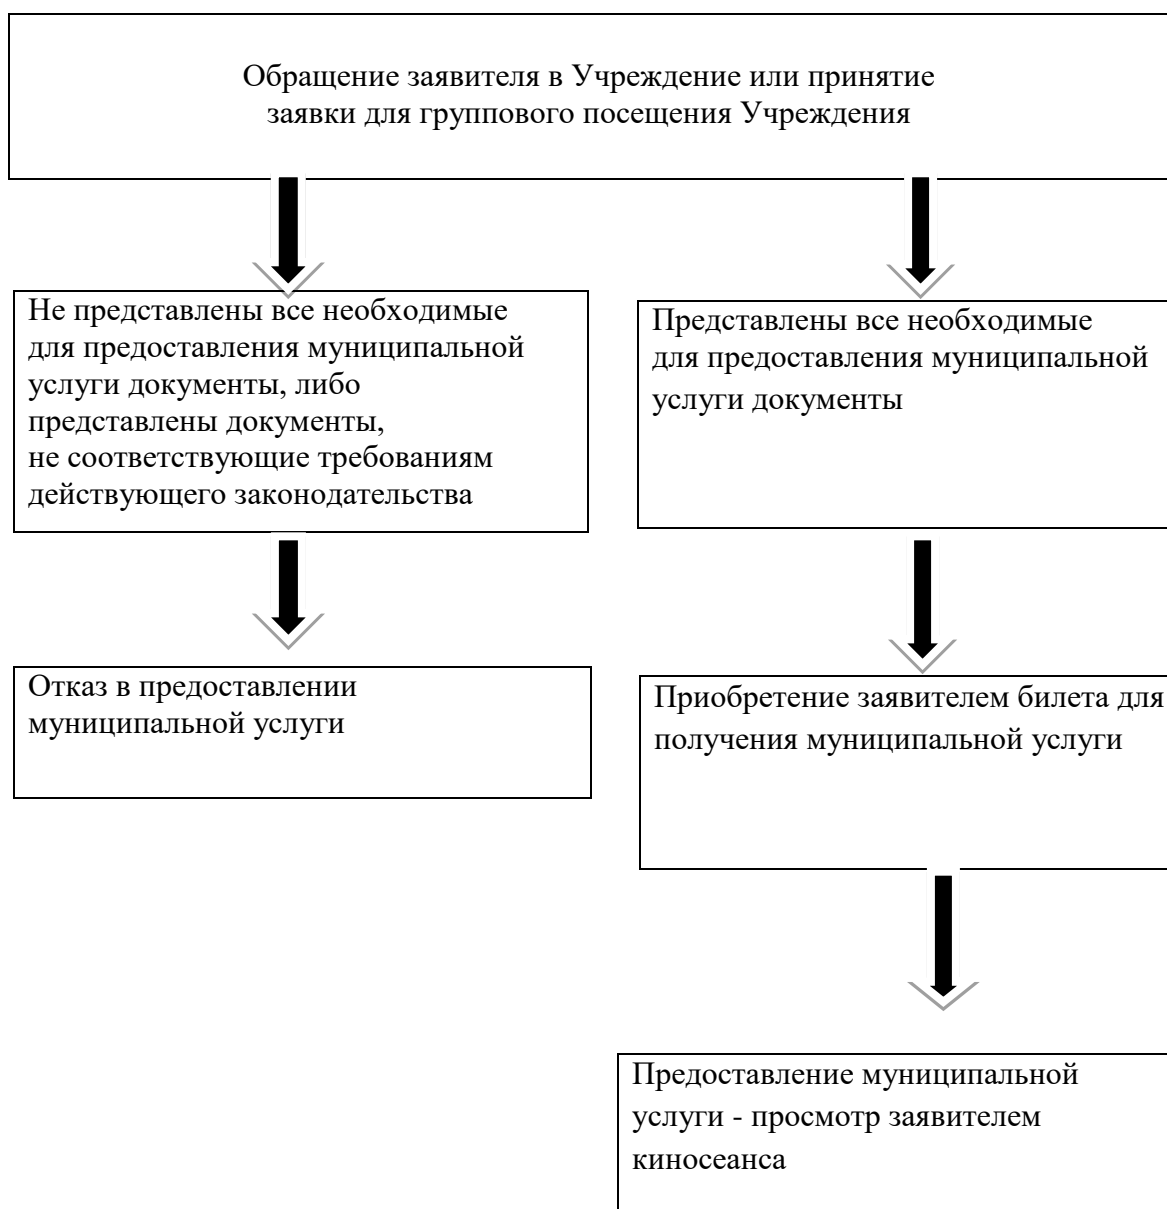 Обращение заявителя в Учреждение или принятие
заявки для группового посещения Учреждения
Не представлены все необходимые
для предоставления муниципальной
услуги документы, либо
представлены документы,
не соответствующие требованиям
действующего законодательства
Представлены все необходимые
для предоставления муниципальной
услуги документы
Отказ в предоставлении
муниципальной услуги
Приобретение заявителем билета для
получения муниципальной услуги
Предоставление муниципальной
услуги - просмотр заявителем
киносеанса